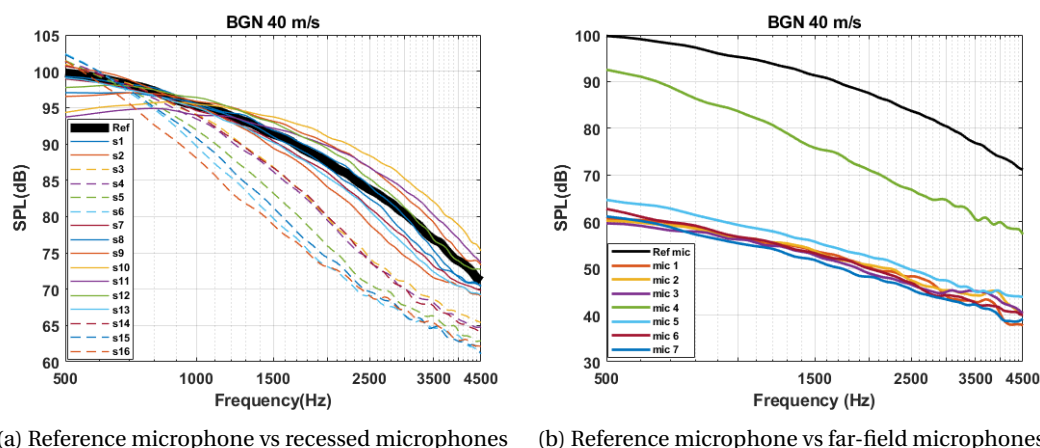 BGN 40 m/s
105
100
95
90
85
80
75
70
65
60
SPL(dB)
Ref
s1
s2
s3
s4
s5
s6
s7
s8
s9
s10
s11
s12
s13
s14
s15
s16
500
1000
1500
2500
3500
4500
Frequency(Hz)
BGN 40 m/s
100
90
80
70
60
50
40
30
SPL(dB)
Ref mic
mic 1
mic 2
mic 3
mic 4
mic 5
mic 6
mic 7
500
1500
2500
3500
4500
Frequency (Hz)
a) Reference microphone vs recessed microphones
(b) Reference microphone vs far-field microphones